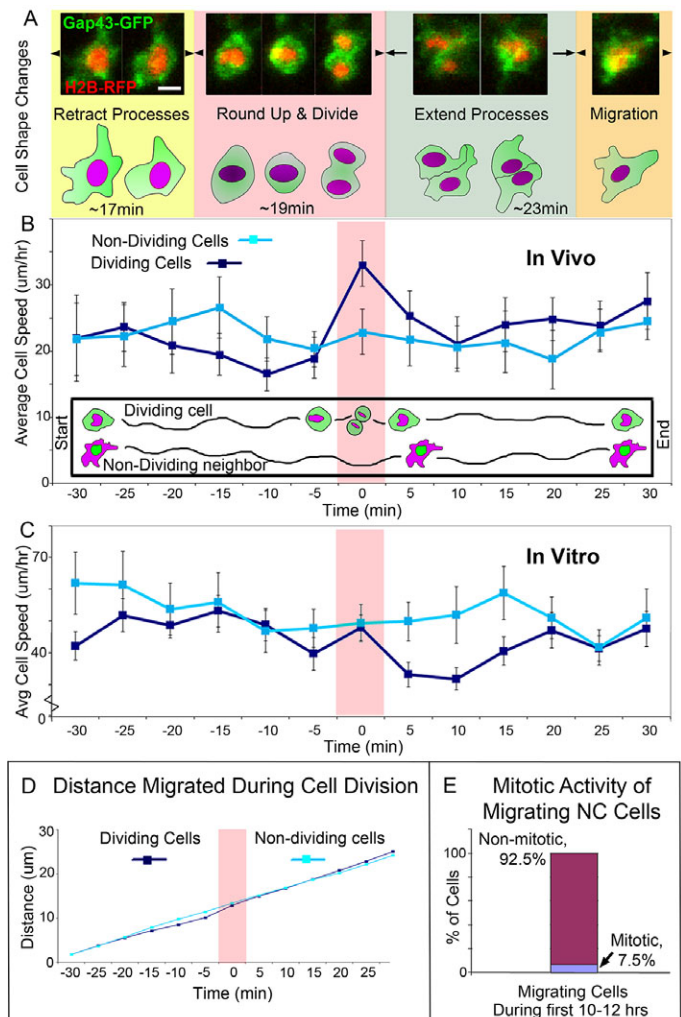 A
Cell Shape Changes
Gap43-GFP
H2B-RFP
Retract Processes
Round Up & Divide
Extend Processes
Migration
~17min
~19min
~23min
B
Average Cell Speed (um/hr)
Non-Dividing Cells
Dividing Cells
In Vivo
30
20
10
0
Start
Dividing cell
Non-Dividing neighbor
End
-30 -25 -20 -15 -10 -5 0 5 10 15 20 25 30
Time (min)
C
Avg Cell Speed (um/hr)
In Vitro
70
40
0
-30 -25 -20 -15 -10 -5 0 5 10 15 20 25 30
Time (min)
D Distance Migrated During Cell Division
Distance (um)
30
20
10
0
Dividing Cells
Non-dividing cells
-30 -25 -20 -15 -10 -5 0 5 10 15 20 25
Time (min)
E Mitotic Activity of
Migrating NC Cells
% of Cells
Non-mitotic,
100
92.5%
Mitotic,
7.5%
0
Migrating Cells
During first 10-12 hrs